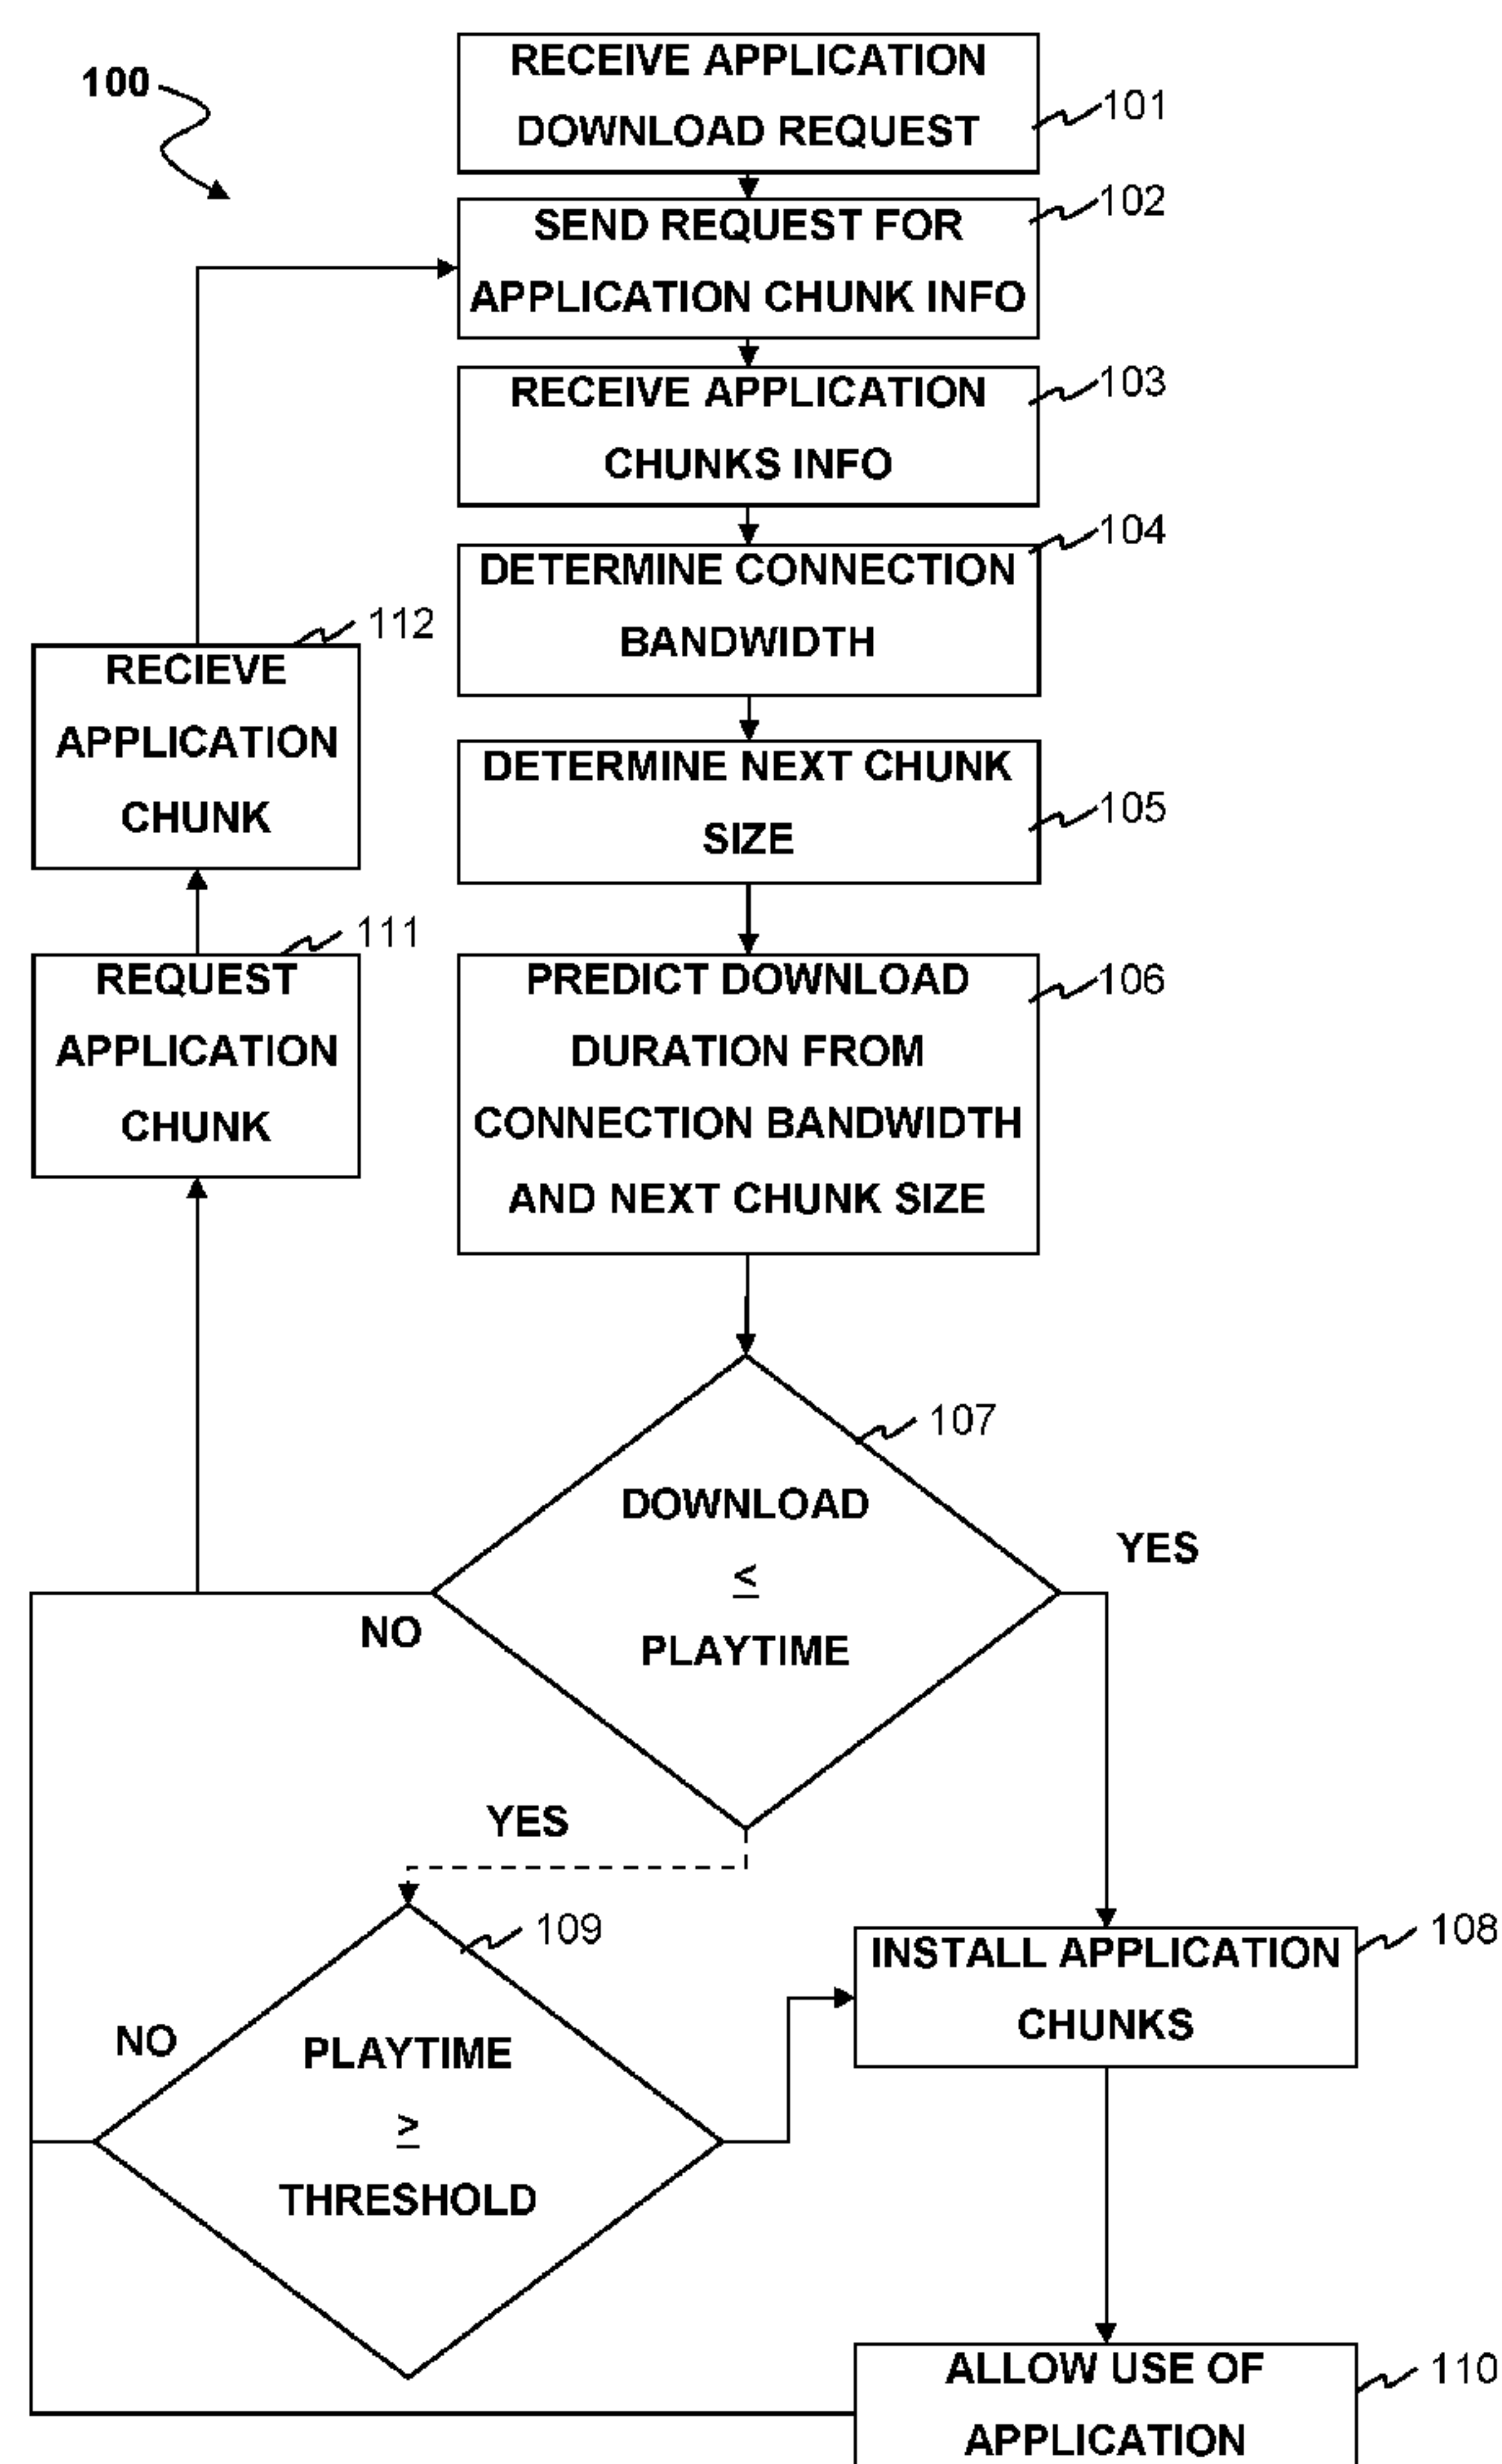 100
RECEIVE APPLICATION
DOWNLOAD REQUEST
101
SEND REQUEST FOR
APPLICATION CHUNK INFO
102
RECEIVE APPLICATION
CHUNKS INFO
103
DETERMINE CONNECTION
BANDWIDTH
104
DETERMINE NEXT CHUNK
SIZE
105
PREDICT DOWNLOAD
DURATION FROM
CONNECTION BANDWIDTH
AND NEXT CHUNK SIZE
106
112
RECIEVE
APPLICATION
CHUNK
111
REQUEST
APPLICATION
CHUNK
107
DOWNLOAD
≤
PLAYTIME
YES
NO
YES
109
NO
PLAYTIME
≥
THRESHOLD
108
INSTALL APPLICATION
CHUNKS
110
ALLOW USE OF
APPLICATION